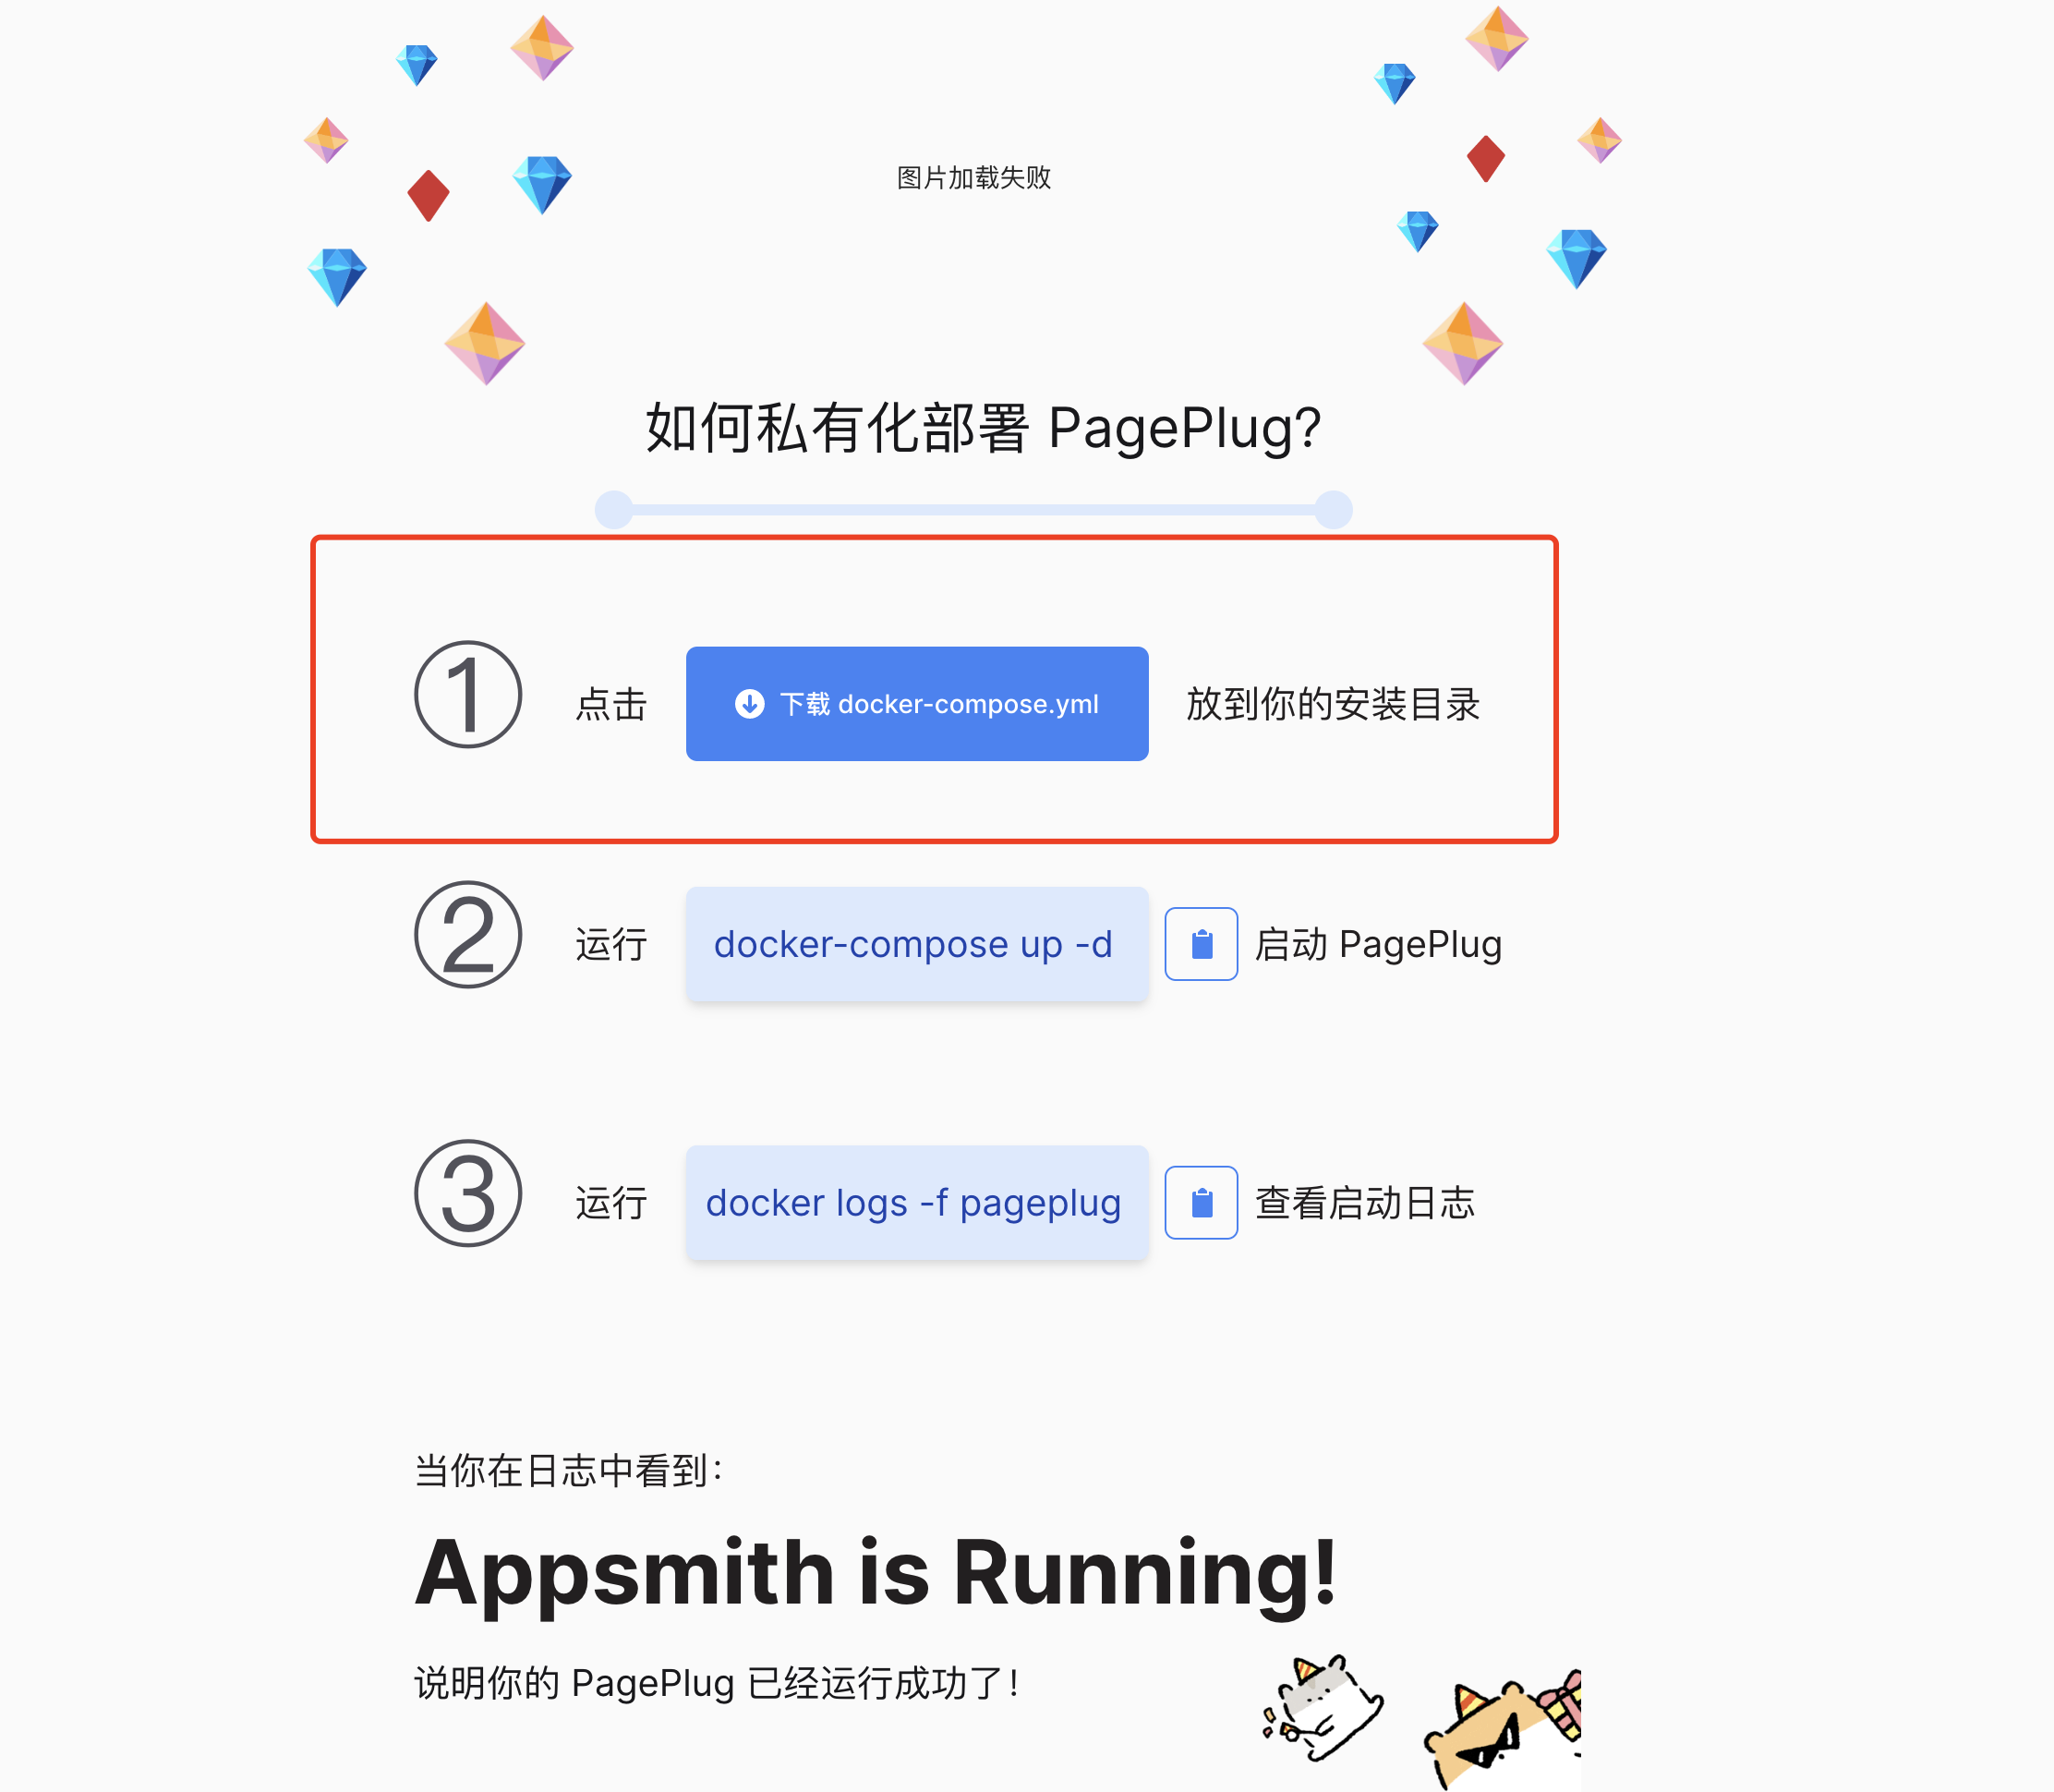 图片加载失败
如何私有化部署 PagePlug?
① 点击 下载 docker-compose.yml 放到你的安装目录
② 运行 docker-compose up -d 启动 PagePlug
③ 运行 docker logs -f pageplug 查看启动日志
当你在日志中看到：
Appsmith is Running!
说明你的 PagePlug 已经运行成功了！